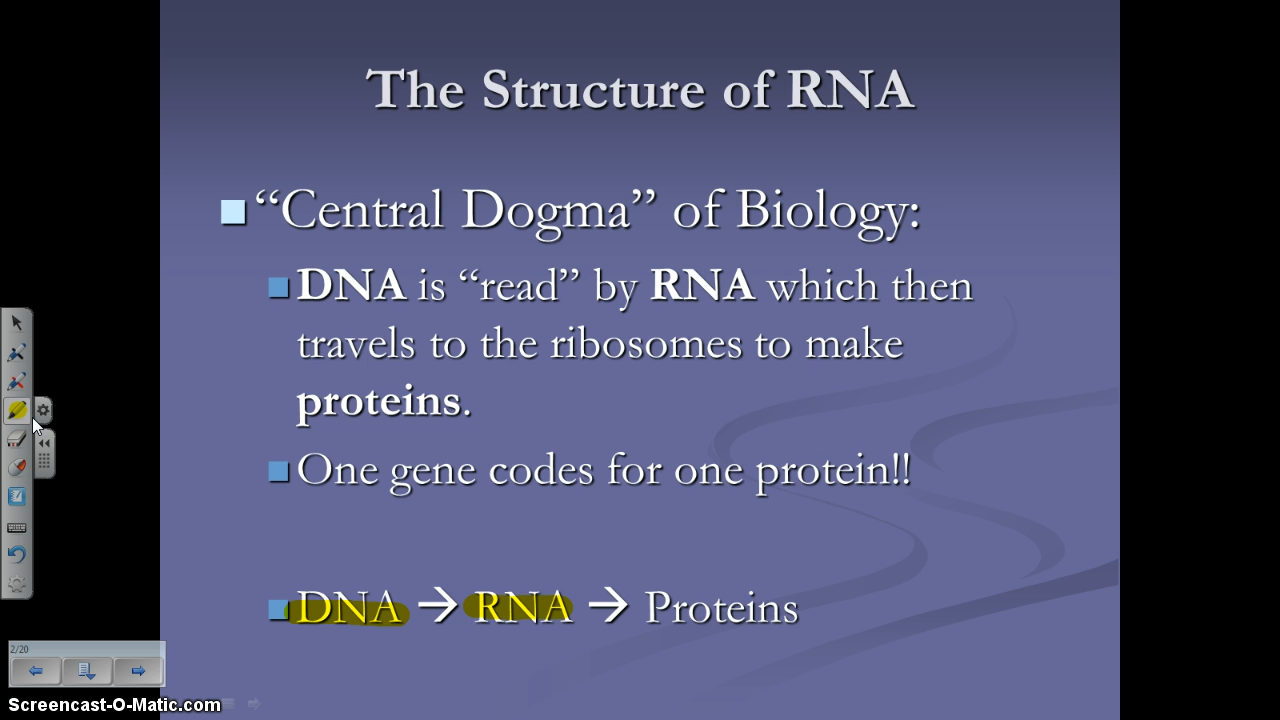 The Structure of RNA
“Central Dogma” of Biology:
DNA is “read” by RNA which then
travels to the ribosomes to make
proteins.
One gene codes for one protein!!
DNA → RNA → Proteins
2/20
Screencast-O-Matic.com